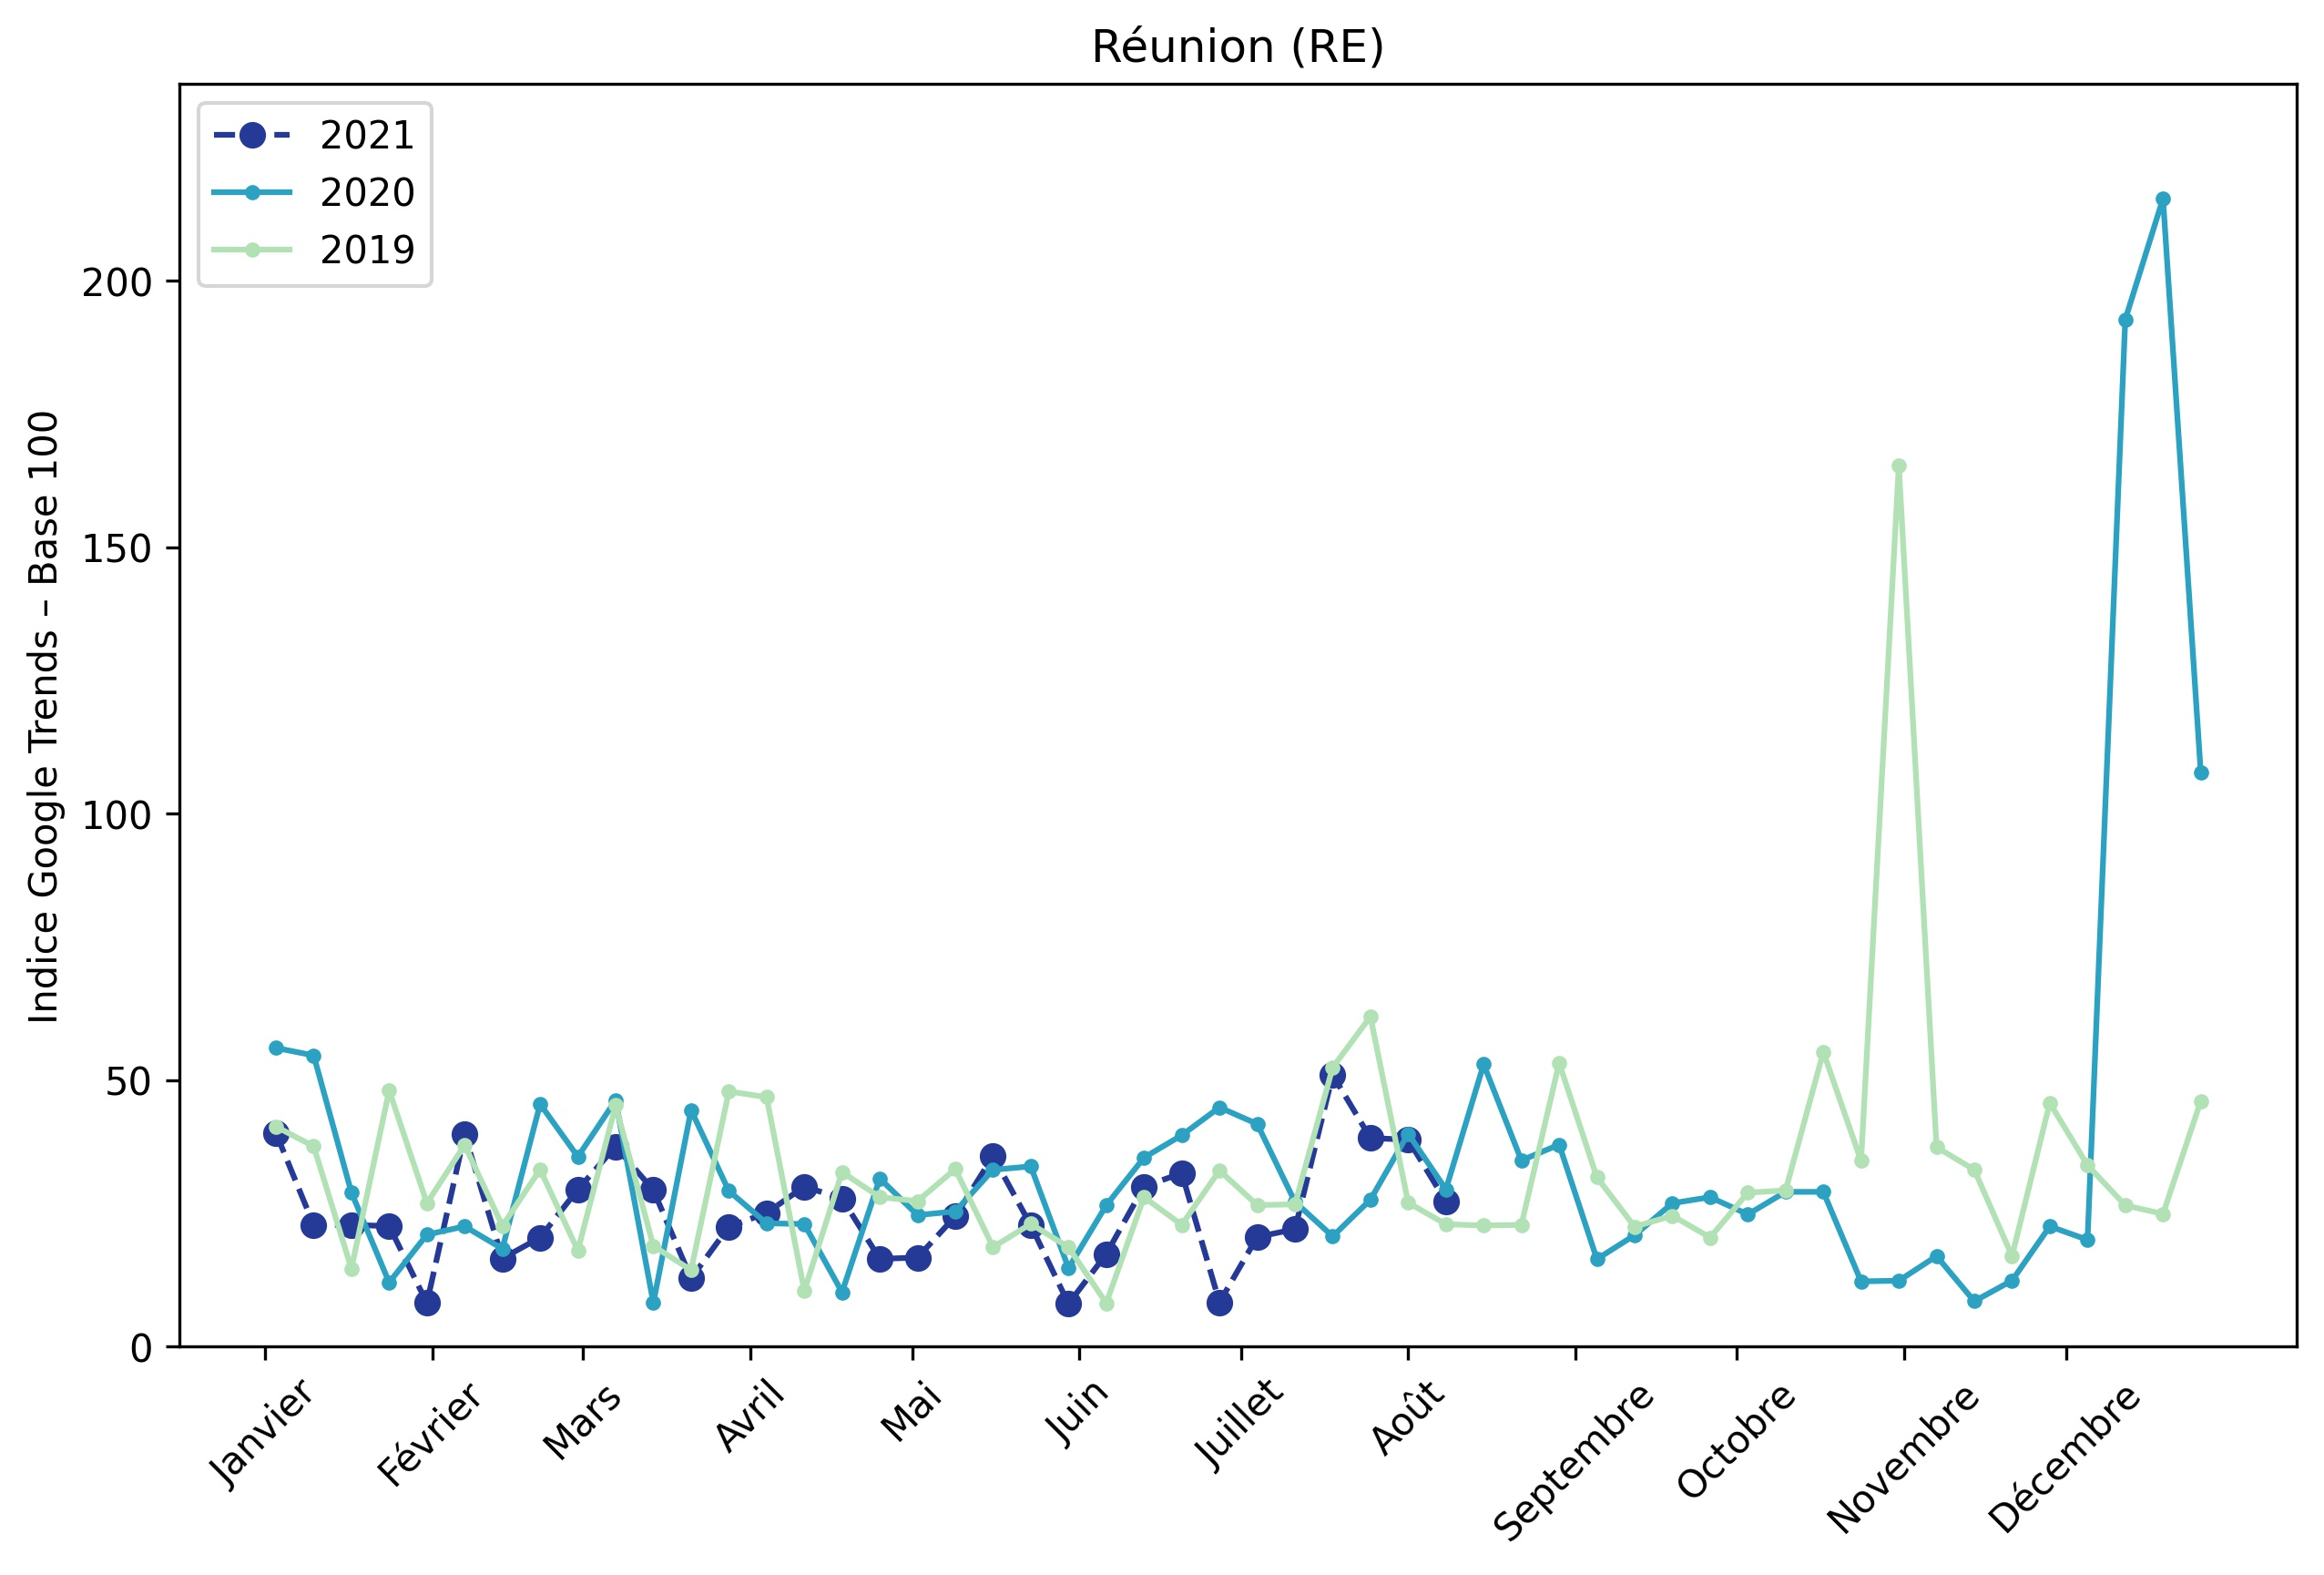 Réunion (RE)
2021
2020
2019
Indice Google Trends – Base 100
200
150
100
50
0
Janvier
Février
Mars
Avril
Mai
Juin
Juillet
Août
Septembre
Octobre
Novembre
Décembre